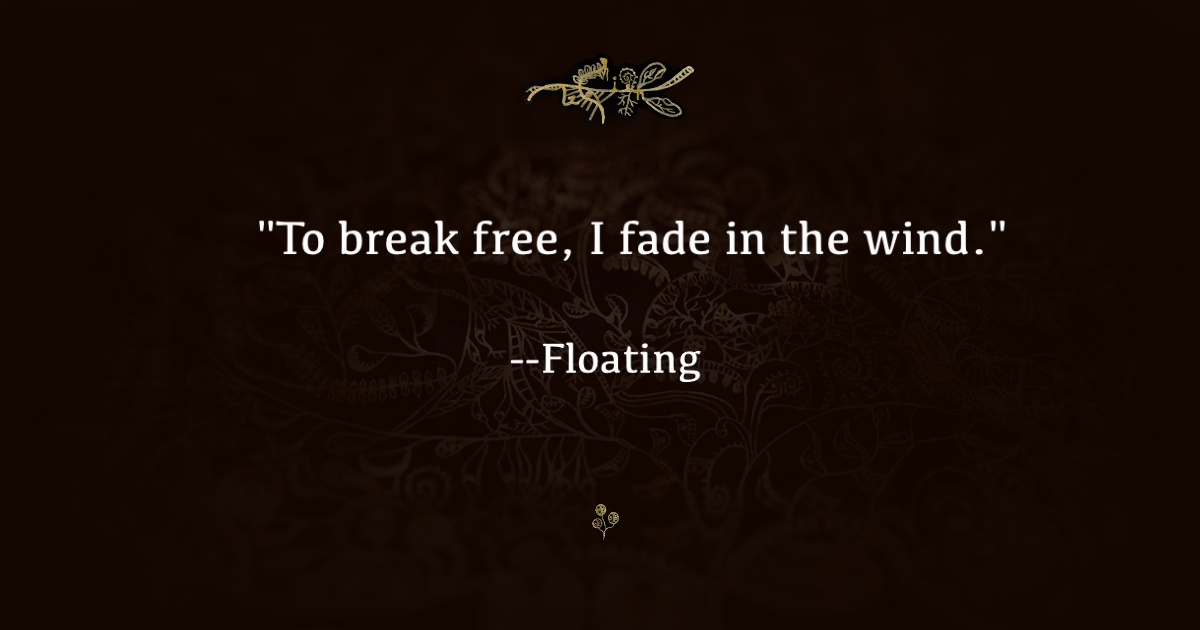 "To break free, I fade in the wind."
--Floating